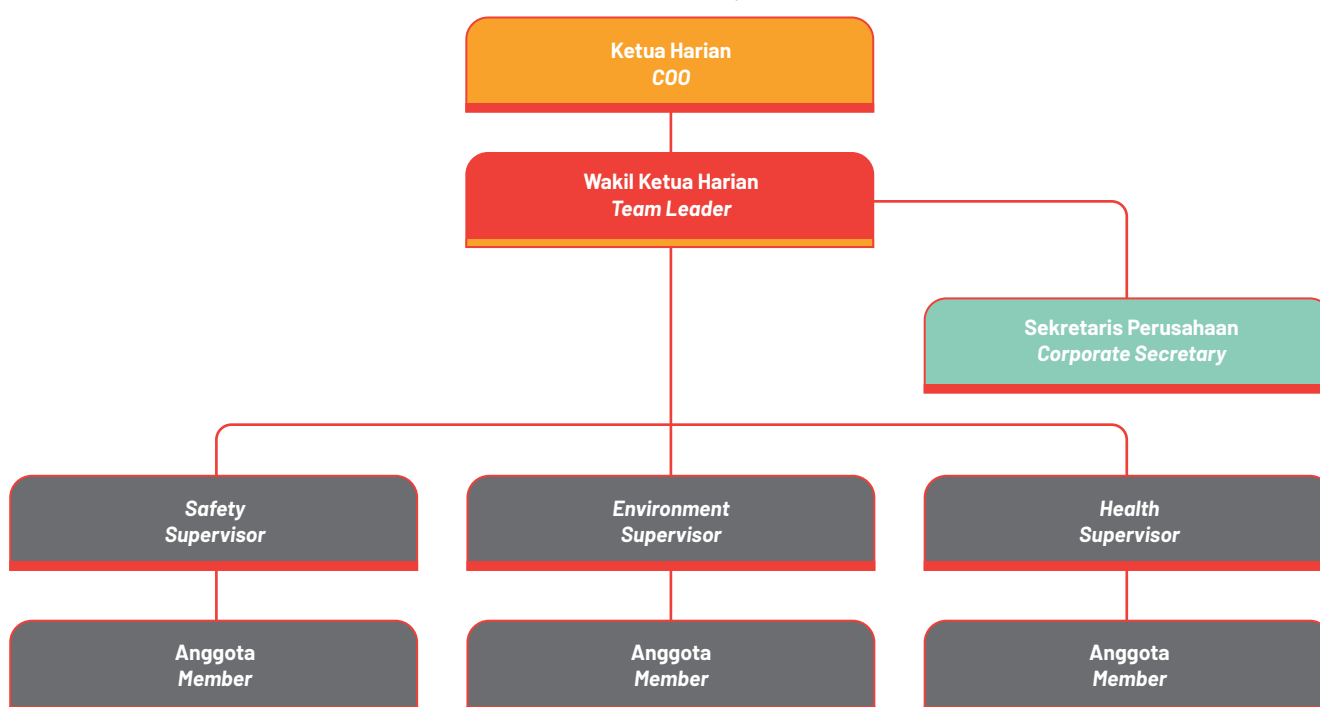 Ketua Harian
COO
Wakil Ketua Harian
Team Leader
Sekretaris Perusahaan
Corporate Secretary
Safety
Supervisor
Environment
Supervisor
Health
Supervisor
Anggota
Member
Anggota
Member
Anggota
Member